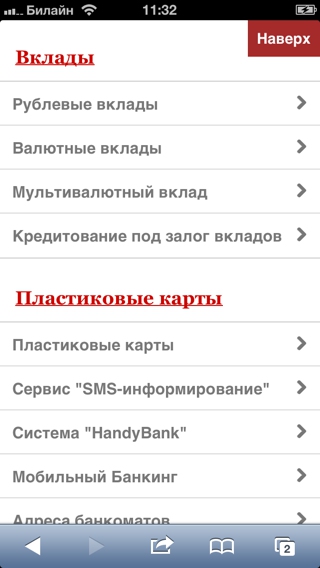 Билайн 11:32
Наверх
Вклады
Рублевые вклады
Валютные вклады
Мультивалютный вклад
Кредитование под залог вкладов
Пластиковые карты
Пластиковые карты
Сервис "SMS-информирование"
Система "HandyBank"
Мобильный Банкинг
Адреса банкоматов
2